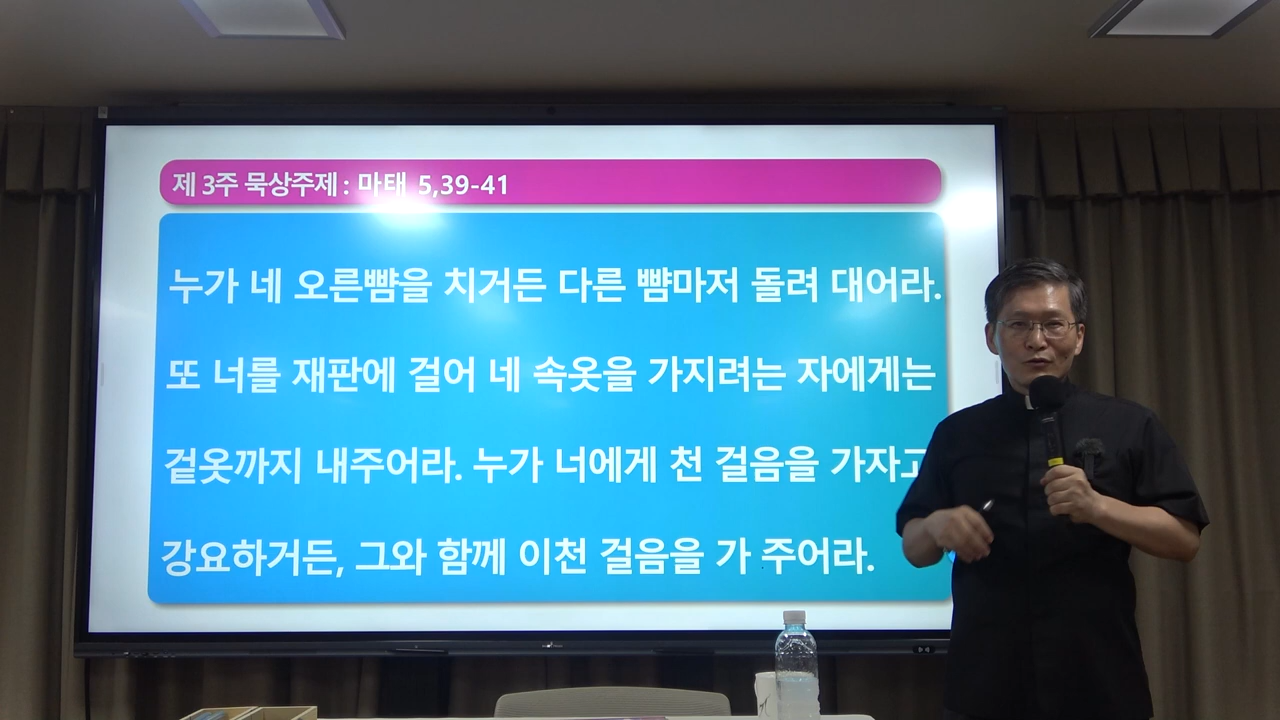 제 3주 묵상주제 : 마태 5,39-41
누가 네 오른뺨을 치거든 다른 뺨마저 돌려 대어라.
또 너를 재판에 걸어 네 속옷을 가지려는 자에게는
겉옷까지 내주어라. 누가 너에게 천 걸음을 가자고
강요하거든, 그와 함께 이천 걸음을 가 주어라.